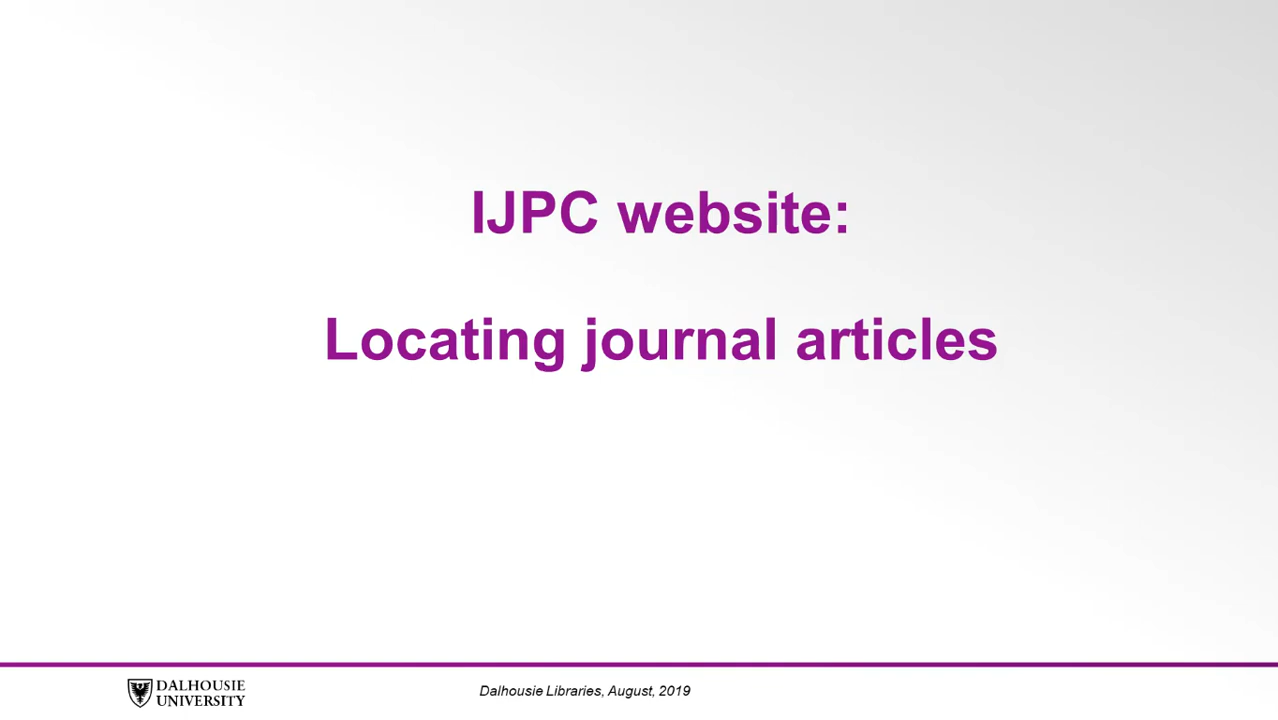 IJPC website:
Locating journal articles
DALHOUSIE
UNIVERSITY
Dalhousie Libraries, August, 2019